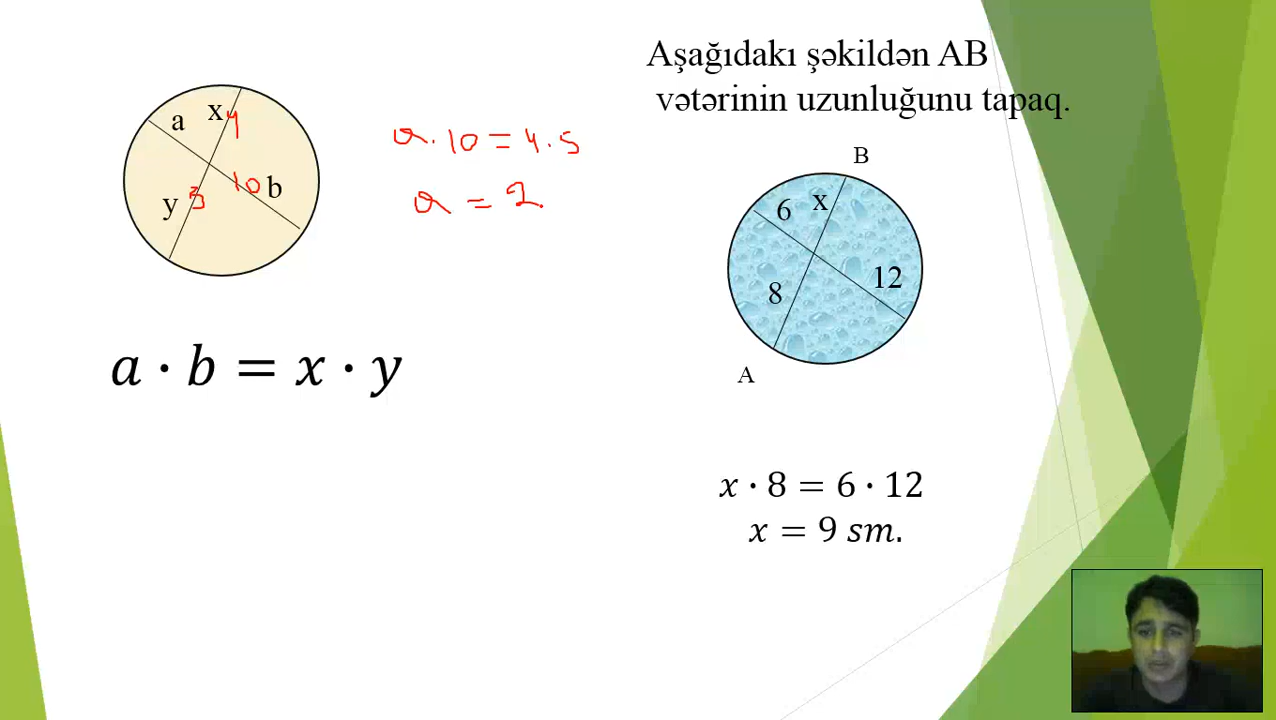 a
x
4
10
b
y
a · 10 = 4 · 5
a = 2
a · b = x · y
Aşağıdakı şəkildən AB
vətərinin uzunluğunu tapaq.
B
6
x
8
12
A
x · 8 = 6 · 12
x = 9 sm.